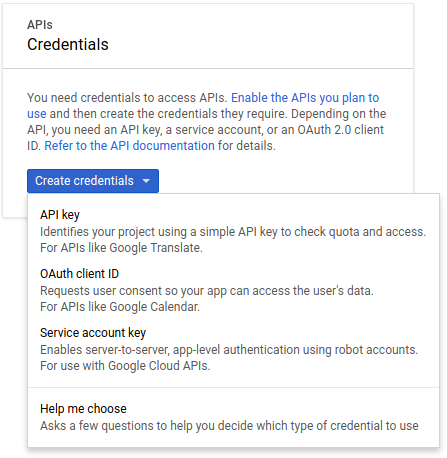 APIs
Credentials
You need credentials to access APIs. Enable the APIs you plan to
use and then create the credentials they require. Depending on the
API, you need an API key, a service account, or an OAuth 2.0 client
ID. Refer to the API documentation for details.
Create credentials
API key
Identifies your project using a simple API key to check quota and access.
For APIs like Google Translate.
OAuth client ID
Requests user consent so your app can access the user's data.
For APIs like Google Calendar.
Service account key
Enables server-to-server, app-level authentication using robot accounts.
For use with Google Cloud APIs.
Help me choose
Asks a few questions to help you decide which type of credential to use